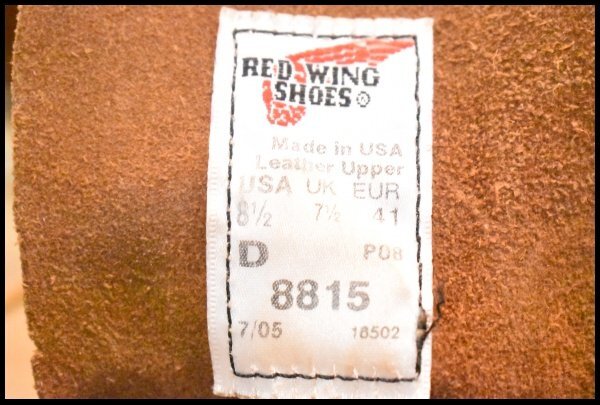 RED WING
SHOES®
Made in USA
Leather Upper
USA UK EUR
8½ 7½ 41
D P08
8815
7/05 18502